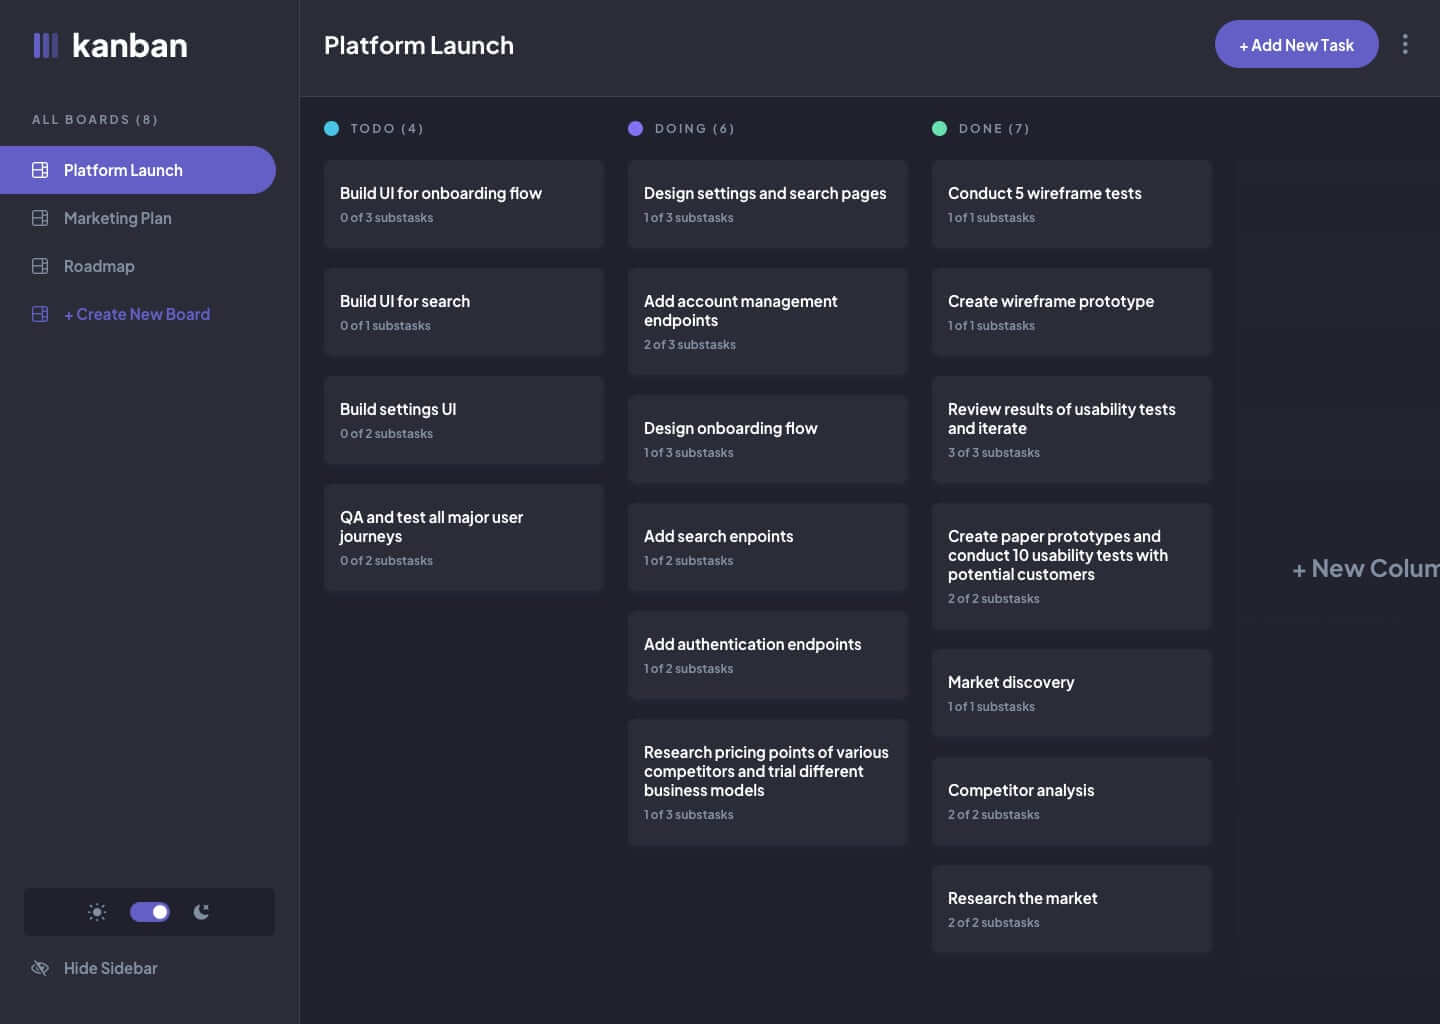 kanban
ALL BOARDS (8)
Platform Launch
Marketing Plan
Roadmap
+ Create New Board
Hide Sidebar
Platform Launch
+ Add New Task
TODO (4)
Build UI for onboarding flow
0 of 3 substasks
Build UI for search
0 of 1 substasks
Build settings UI
0 of 2 substasks
QA and test all major user
journeys
0 of 2 substasks
DOING (6)
Design settings and search pages
1 of 3 substasks
Add account management
endpoints
2 of 3 substasks
Design onboarding flow
1 of 3 substasks
Add search enpoints
1 of 2 substasks
Add authentication endpoints
1 of 2 substasks
Research pricing points of various
competitors and trial different
business models
1 of 3 substasks
DONE (7)
Conduct 5 wireframe tests
1 of 1 substasks
Create wireframe prototype
1 of 1 substasks
Review results of usability tests
and iterate
3 of 3 substasks
Create paper prototypes and
conduct 10 usability tests with
potential customers
2 of 2 substasks
Market discovery
1 of 1 substasks
Competitor analysis
2 of 2 substasks
Research the market
2 of 2 substasks
+ New Colum